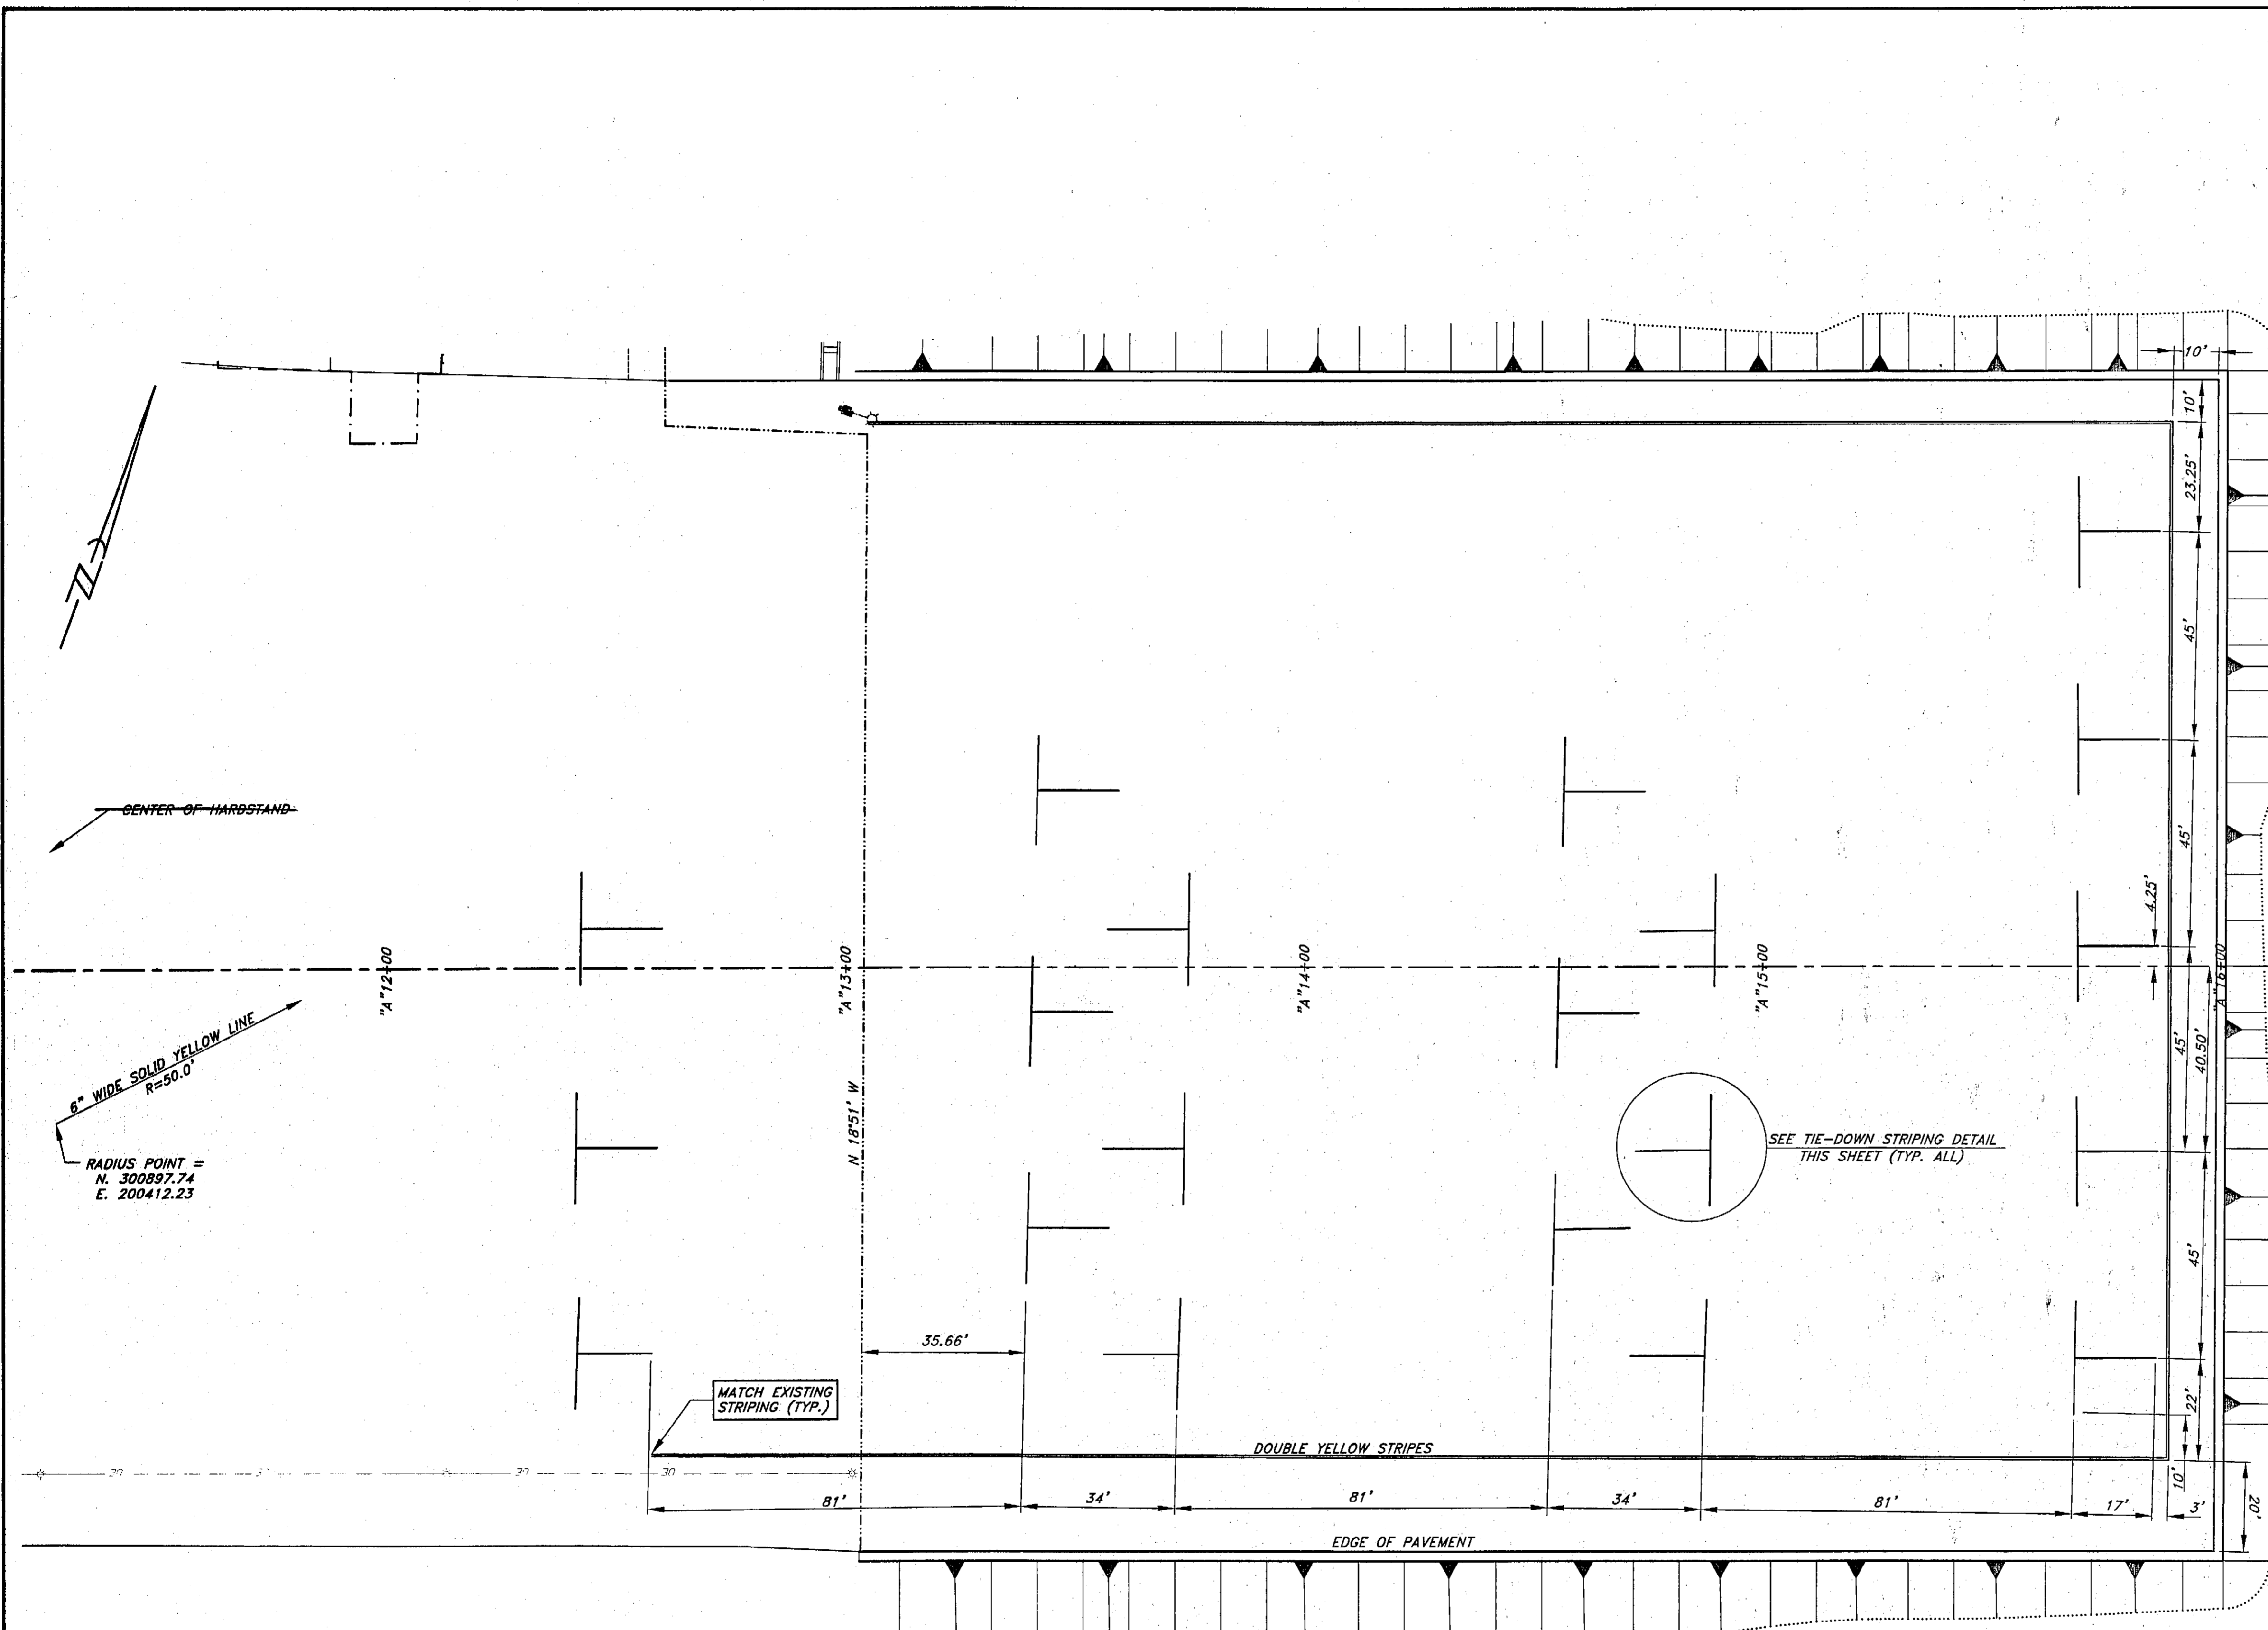 10'
10'
23.25'
45'
45'
4.25'
CENTER OF HARDSTAND
"A"12+00
"A"13+00
"A"14+00
"A"15+00
"A"16+00
6" WIDE SOLID YELLOW LINE
R=50.0'
RADIUS POINT =
N. 300897.74
E. 200412.23
N 18°51' W
45'
40.50'
SEE TIE-DOWN STRIPING DETAIL
THIS SHEET (TYP. ALL)
45'
35.66'
MATCH EXISTING
STRIPING (TYP.)
22'
DOUBLE YELLOW STRIPES
30
30
30
10'
81'
34'
81'
34'
81'
17'
3'
20'
EDGE OF PAVEMENT
N